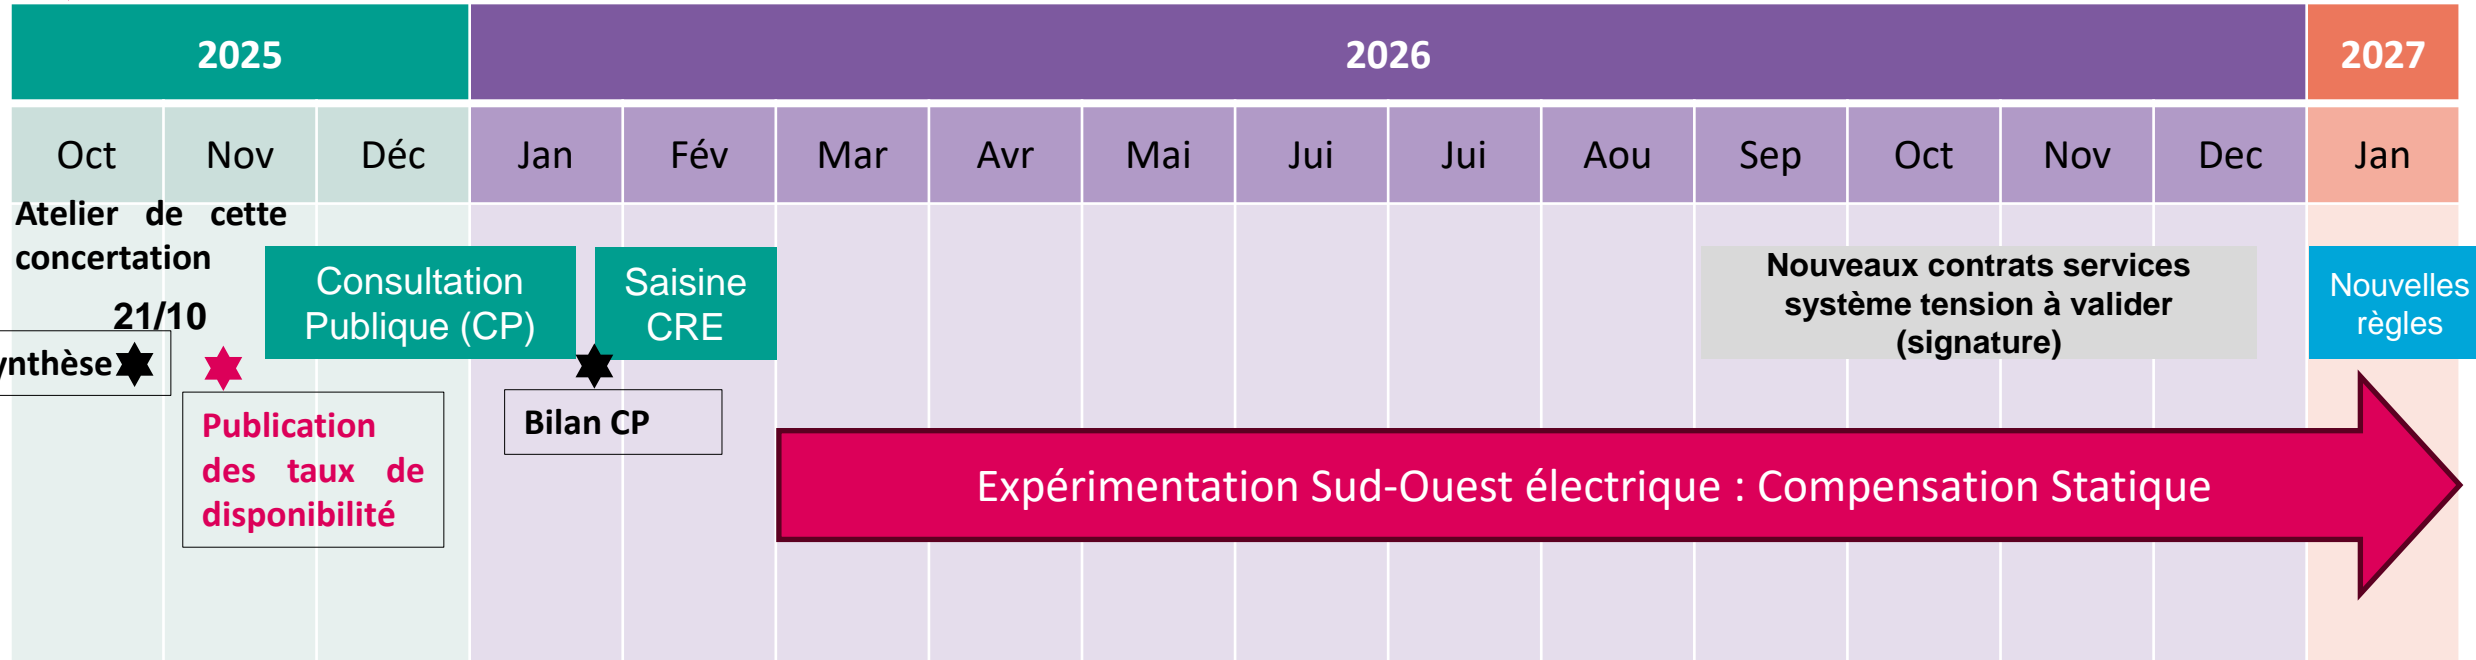 2025
2026
2027
Oct
Nov
Déc
Jan
Fév
Mar
Avr
Mai
Jui
Jui
Aou
Sep
Oct
Nov
Dec
Jan
Atelier de cette
concertation
21/10
ynthèse
Publication
des taux de
disponibilité
Consultation
Publique (CP)
Saisine
CRE
Bilan CP
Nouveaux contrats services
système tension à valider
(signature)
Nouvelles
règles
Expérimentation Sud-Ouest électrique : Compensation Statique